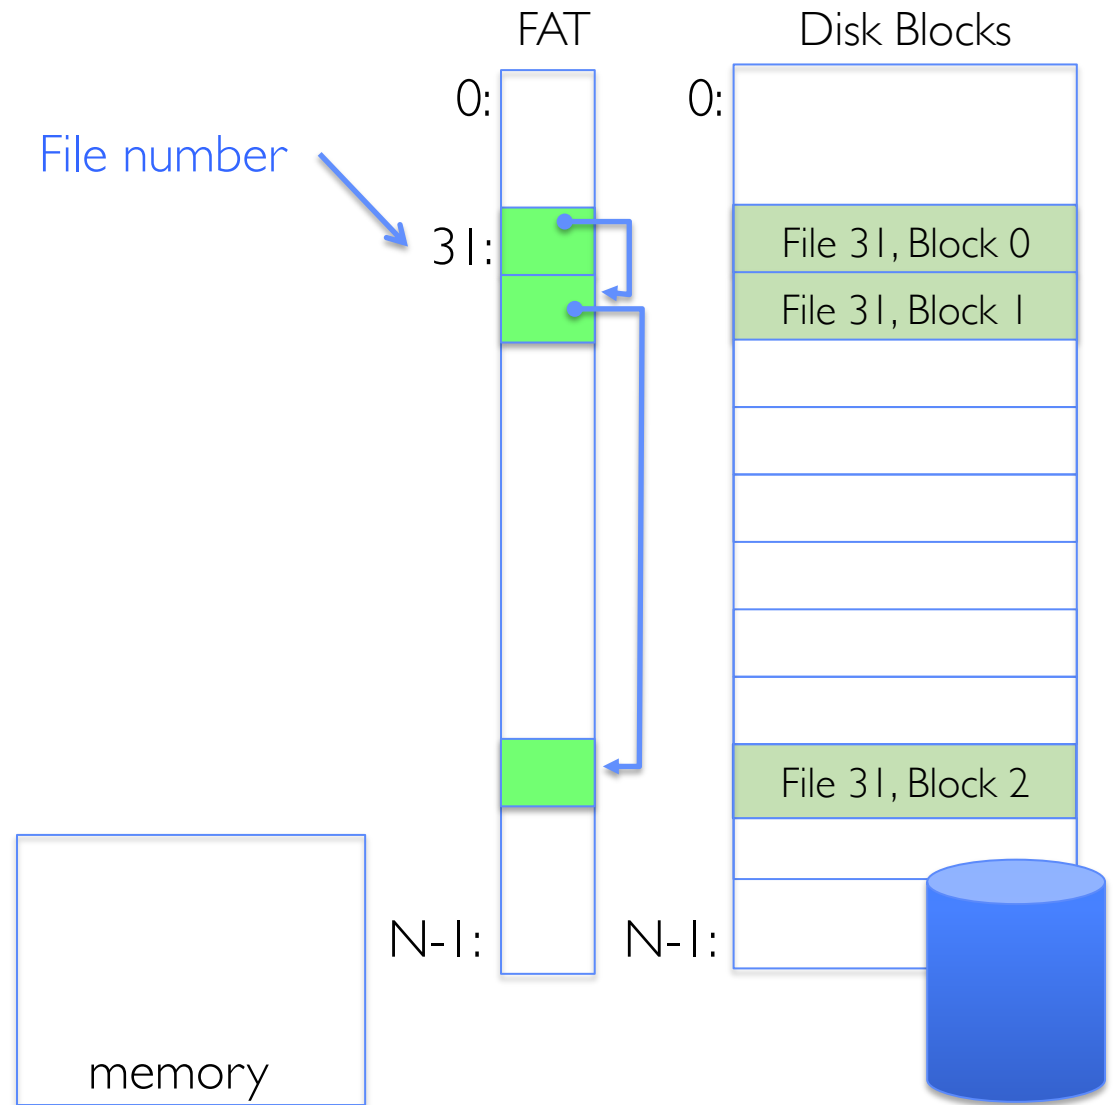 FAT
Disk Blocks
0:
0:
File number
31:
File 31, Block 0
File 31, Block 1
File 31, Block 2
N-1:
N-1:
memory